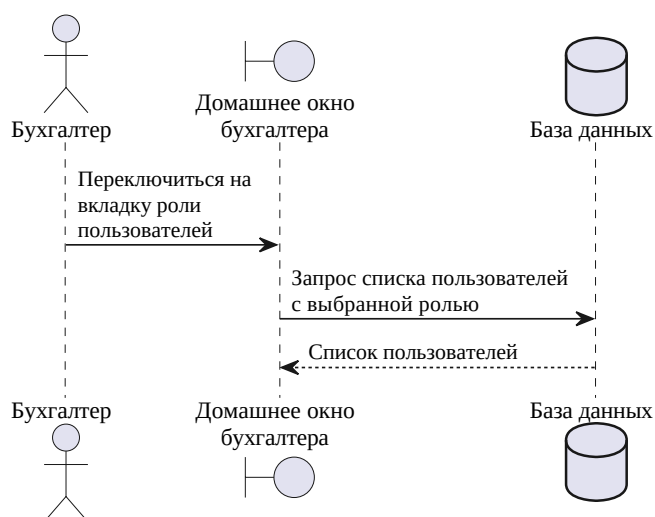 Бухгалтер
Домашнее окно
бухгалтера
База данных
Переключиться на
вкладку роли
пользователей
Запрос списка пользователей
с выбранной ролью
Список пользователей
Бухгалтер
Домашнее окно
бухгалтера
База данных